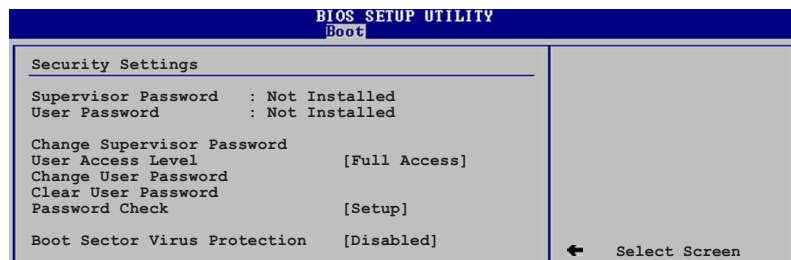 BIOS SETUP UTILITY
Boot
Security Settings
Supervisor Password : Not Installed
User Password : Not Installed
Change Supervisor Password
User Access Level [Full Access]
Change User Password
Clear User Password
Password Check [Setup]
Boot Sector Virus Protection [Disabled]
← Select Screen